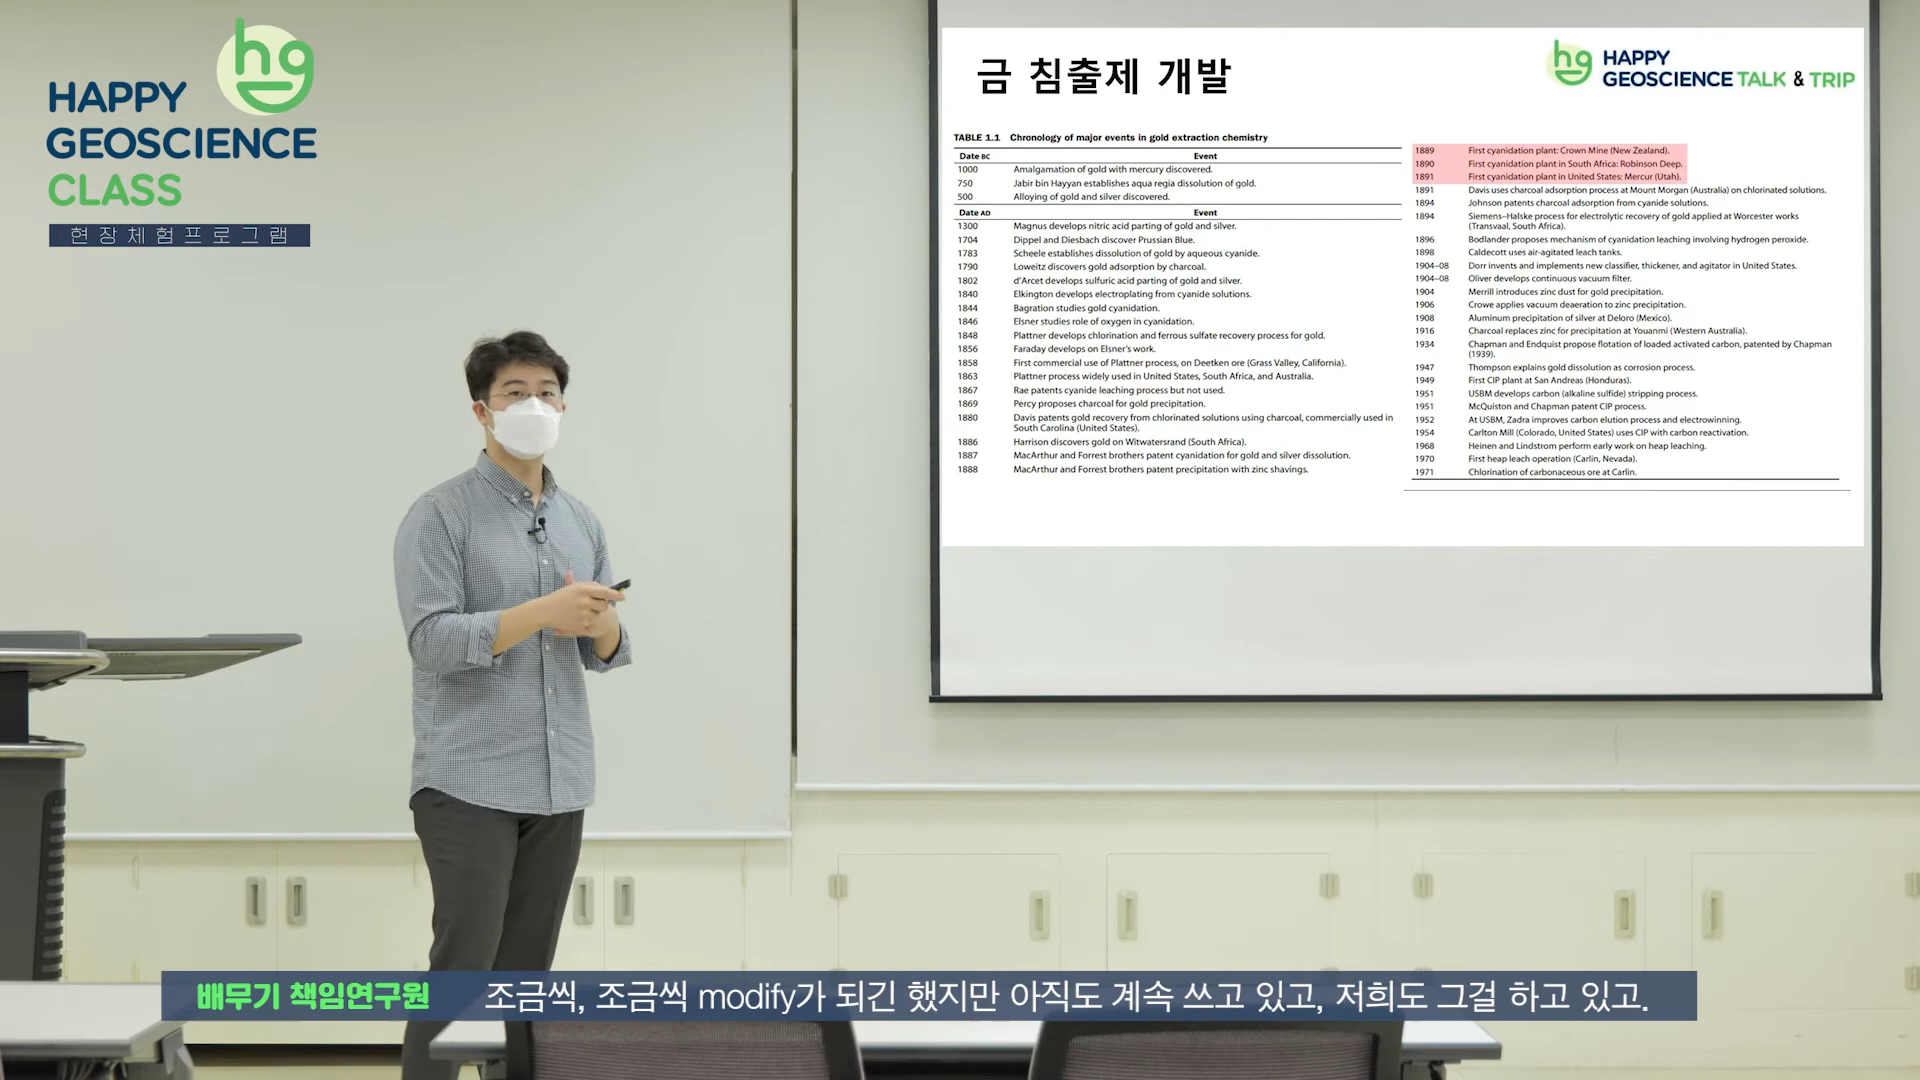 hg
HAPPY
GEOSCIENCE
CLASS
현장체험프로그램
금 침출제 개발
hg HAPPY
GEOSCIENCE TALK & TRIP
TABLE 1.1 Chronology of major events in gold extraction chemistry
Date BC Event
1000 Amalgamation of gold with mercury discovered.
750 Jabir bin Hayyan establishes aqua regia dissolution of gold.
500 Alloying of gold and silver discovered.
Date AD Event
1300 Magnus develops nitric acid parting of gold and silver.
1704 Dippel and Diesbach discover Prussian Blue.
1783 Scheele establishes dissolution of gold by aqueous cyanide.
1790 Loweitz discovers gold adsorption by charcoal.
1802 d'Arcet develops sulfuric acid parting of gold and silver.
1840 Elkington develops electroplating from cyanide solutions.
1844 Bagration studies gold cyanidation.
1846 Elsner studies role of oxygen in cyanidation.
1848 Plattner develops chlorination and ferrous sulfate recovery process for gold.
1856 Faraday develops on Elsner's work.
1858 First commercial use of Plattner process, on Deetken ore (Grass Valley, California).
1863 Plattner process widely used in United States, South Africa, and Australia.
1867 Rae patents cyanide leaching process but not used.
1869 Percy proposes charcoal for gold precipitation.
1880 Davis patents gold recovery from chlorinated solutions using charcoal, commercially used in
South Carolina (United States).
1886 Harrison discovers gold on Witwatersrand (South Africa).
1887 MacArthur and Forrest brothers patent cyanidation for gold and silver dissolution.
1888 MacArthur and Forrest brothers patent precipitation with zinc shavings.
1889 First cyanidation plant: Crown Mine (New Zealand).
1890 First cyanidation plant in South Africa: Robinson Deep.
1891 First cyanidation plant in United States: Mercur (Utah).
1891 Davis uses charcoal adsorption process at Mount Morgan (Australia) on chlorinated solutions.
1894 Johnson patents charcoal adsorption from cyanide solutions.
1894 Siemens–Halske process for electrolytic recovery of gold applied at Worcester works
(Transvaal, South Africa).
1896 Bodlander proposes mechanism of cyanidation leaching involving hydrogen peroxide.
1898 Caldecott uses air-agitated leach tanks.
1904–08 Dorr invents and implements new classifier, thickener, and agitator in United States.
1904–08 Oliver develops continuous vacuum filter.
1904 Merrill introduces zinc dust for gold precipitation.
1906 Crowe applies vacuum deaeration to zinc precipitation.
1908 Aluminum precipitation of silver at Deloro (Mexico).
1916 Charcoal replaces zinc for precipitation at Youanmi (Western Australia).
1934 Chapman and Endquist propose flotation of loaded activated carbon, patented by Chapman
(1939).
1947 Thompson explains gold dissolution as corrosion process.
1949 First CIP plant at San Andreas (Honduras).
1951 USBM develops carbon (alkaline sulfide) stripping process.
1951 McQuiston and Chapman patent CIP process.
1952 At USBM, Zadra improves carbon elution process and electrowinning.
1954 Carlton Mill (Colorado, United States) uses CIP with carbon reactivation.
1968 Heinen and Lindstrom perform early work on heap leaching.
1970 First heap leach operation (Carlin, Nevada).
1971 Chlorination of carbonaceous ore at Carlin.
배무기 책임연구원 조금씩, 조금씩 modify가 되긴 했지만 아직도 계속 쓰고 있고, 저희도 그걸 하고 있고.